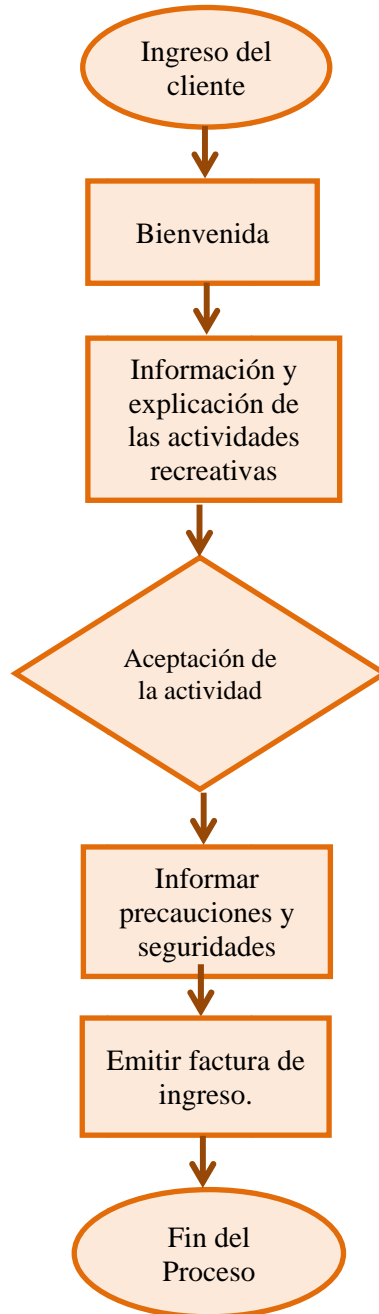 Ingreso del
cliente
Bienvenida
Información y
explicación de
las actividades
recreativas
Aceptación de
la actividad
Informar
precauciones y
seguridades
Emitir factura de
ingreso.
Fin del
Proceso